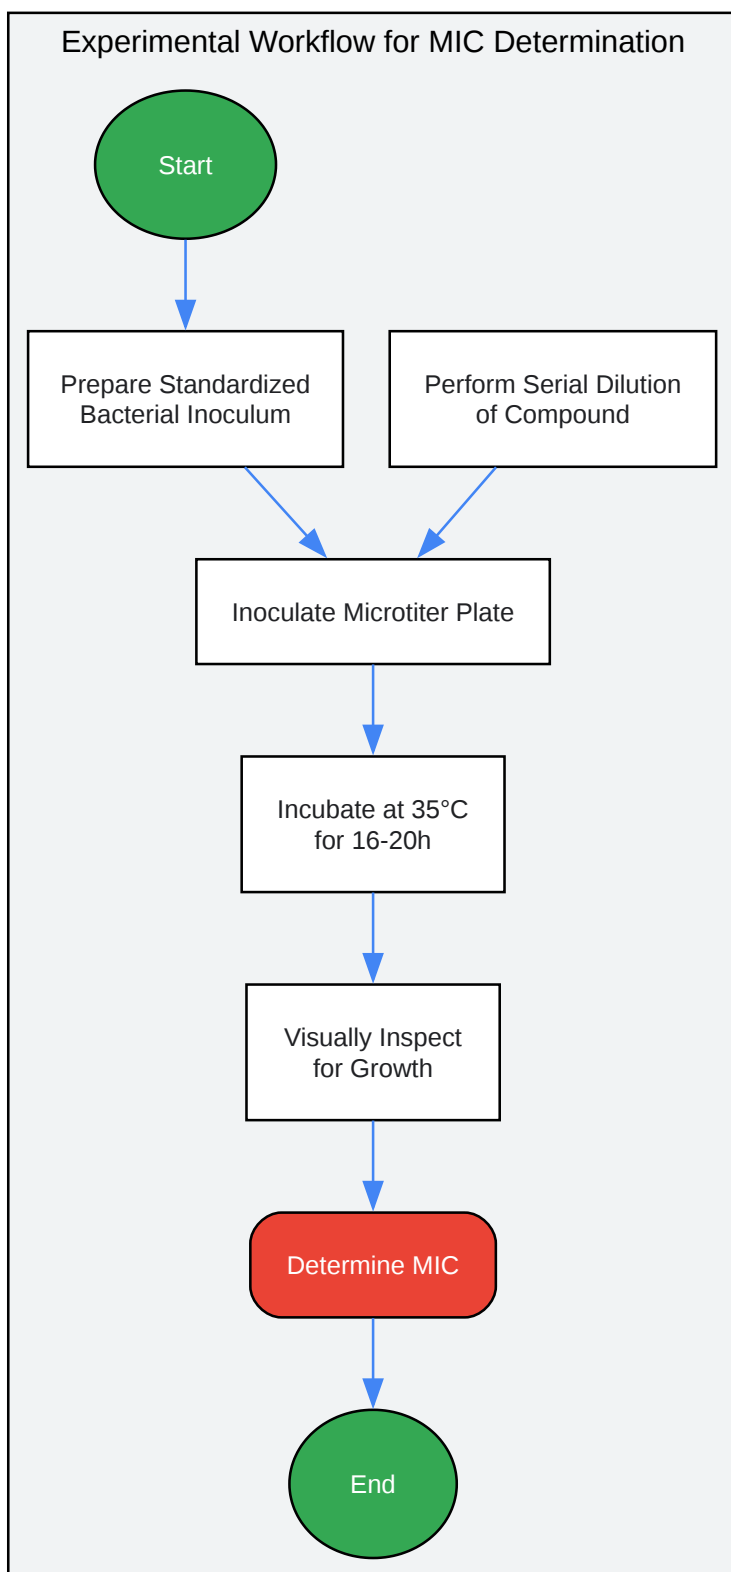 Experimental Workflow for MIC Determination
Start
Prepare Standardized
Bacterial Inoculum
Perform Serial Dilution
of Compound
Inoculate Microtiter Plate
Incubate at 35°C
for 16-20h
Visually Inspect
for Growth
Determine MIC
End